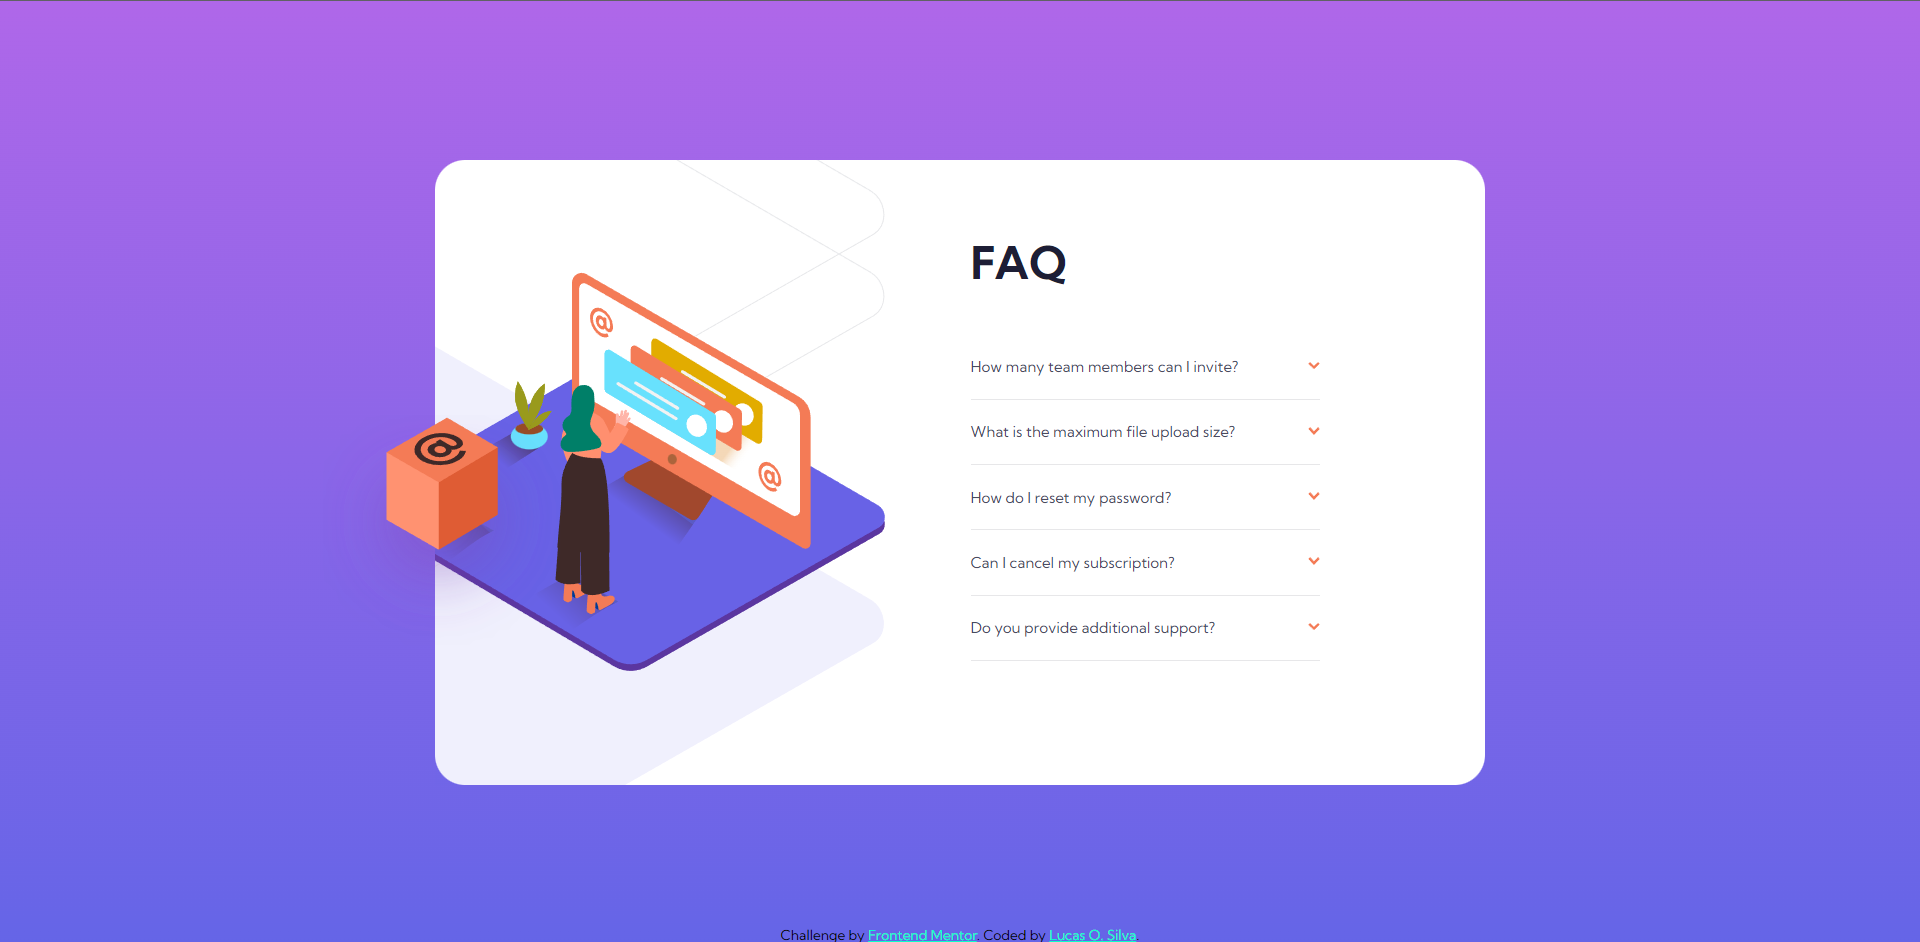 FAQ
How many team members can I invite?
What is the maximum file upload size?
How do I reset my password?
Can I cancel my subscription?
Do you provide additional support?
@
@
@
Challenge by Frontend Mentor. Coded by Lucas O. Silva.